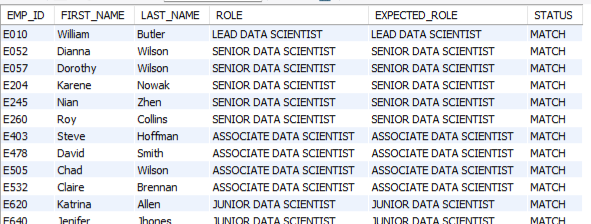 EMP_ID FIRST_NAME LAST_NAME ROLE EXPECTED_ROLE STATUS
E010 William Butler LEAD DATA SCIENTIST LEAD DATA SCIENTIST MATCH
E052 Dianna Wilson SENIOR DATA SCIENTIST SENIOR DATA SCIENTIST MATCH
E057 Dorothy Wilson SENIOR DATA SCIENTIST SENIOR DATA SCIENTIST MATCH
E204 Karene Nowak SENIOR DATA SCIENTIST SENIOR DATA SCIENTIST MATCH
E245 Nian Zhen SENIOR DATA SCIENTIST SENIOR DATA SCIENTIST MATCH
E260 Roy Collins SENIOR DATA SCIENTIST SENIOR DATA SCIENTIST MATCH
E403 Steve Hoffman ASSOCIATE DATA SCIENTIST ASSOCIATE DATA SCIENTIST MATCH
E478 David Smith ASSOCIATE DATA SCIENTIST ASSOCIATE DATA SCIENTIST MATCH
E505 Chad Wilson ASSOCIATE DATA SCIENTIST ASSOCIATE DATA SCIENTIST MATCH
E532 Claire Brennan ASSOCIATE DATA SCIENTIST ASSOCIATE DATA SCIENTIST MATCH
E620 Katrina Allen JUNIOR DATA SCIENTIST JUNIOR DATA SCIENTIST MATCH
E640 Jenifer Jhones JUNIOR DATA SCIENTIST JUNIOR DATA SCIENTIST MATCH